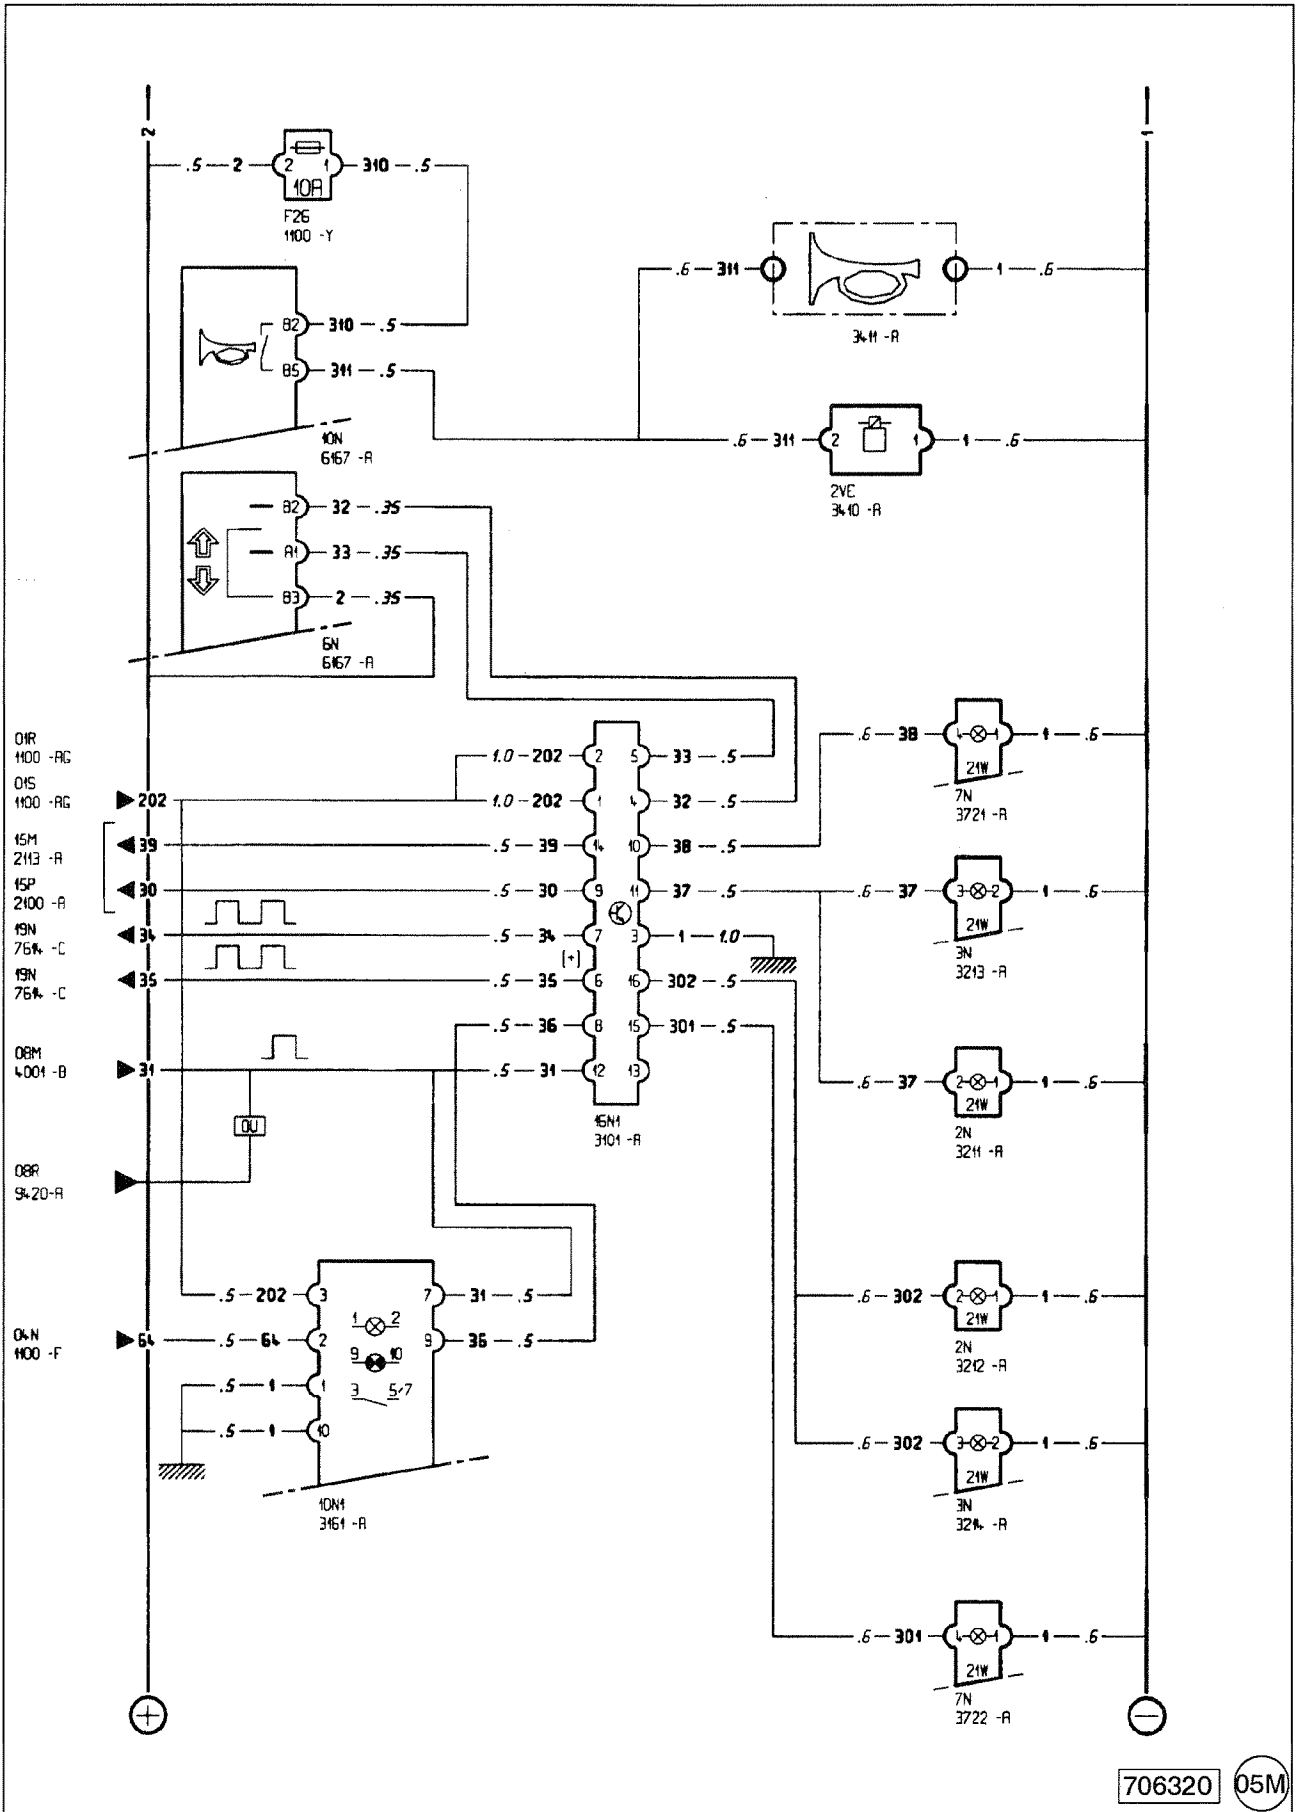 2
1
.5 — 2 — 2 1 — 310 — .5
10A
F26
1100 -Y
.6 — 311
1 — .6
3411 -A
B2 — 310 — .5
B5 — 311 — .5
10N
6167 -A
.6 — 311 — 2 1 — 1 — .6
2VE
3410 -A
B2 — 32 — .35
A1 — 33 — .35
B3 — 2 — .35
6N
6167 -A
01R
1100 -AG
01S
1100 -AG
202
15M
2113 -A
39
15P
2100 -A
30
19N
7614 -C
34
19N
7614 -C
35
08M
4001 -B
31
OU
08R
9420-A
04N
1100 -F
64
1.0 — 202 — 2 5 — 33 — .5
1.0 — 202 — 1 4 — 32 — .5
.5 — 39 — 14 10 — 38 — .5
.5 — 30 — 9 11 — 37 — .5
.5 — 34 — 7 3 — 1 — 1.0
[+]
.5 — 35 — 6 16 — 302 — .5
.5 — 36 — 8 15 — 301 — .5
.5 — 31 — 12 13
16N1
3101 -A
.6 — 38 — 4 1 — 1 — .6
21W
7N
3721 -A
.6 — 37 — 3 2 — 1 — .6
21W
3N
3213 -A
.6 — 37 — 2 1 — 1 — .6
21W
2N
3211 -A
.6 — 302 — 2 1 — 1 — .6
21W
2N
3212 -A
.6 — 302 — 3 2 — 1 — .6
21W
3N
3214 -A
.6 — 301 — 4 1 — 1 — .6
21W
7N
3722 -A
.5 — 202 — 3 7 — 31 — .5
1 2
.5 — 64 — 2 9 — 36 — .5
9 10
.5 — 1 — 1
3 5/7
.5 — 1 — 10
10N1
3161 -A
+
−
706320 05M